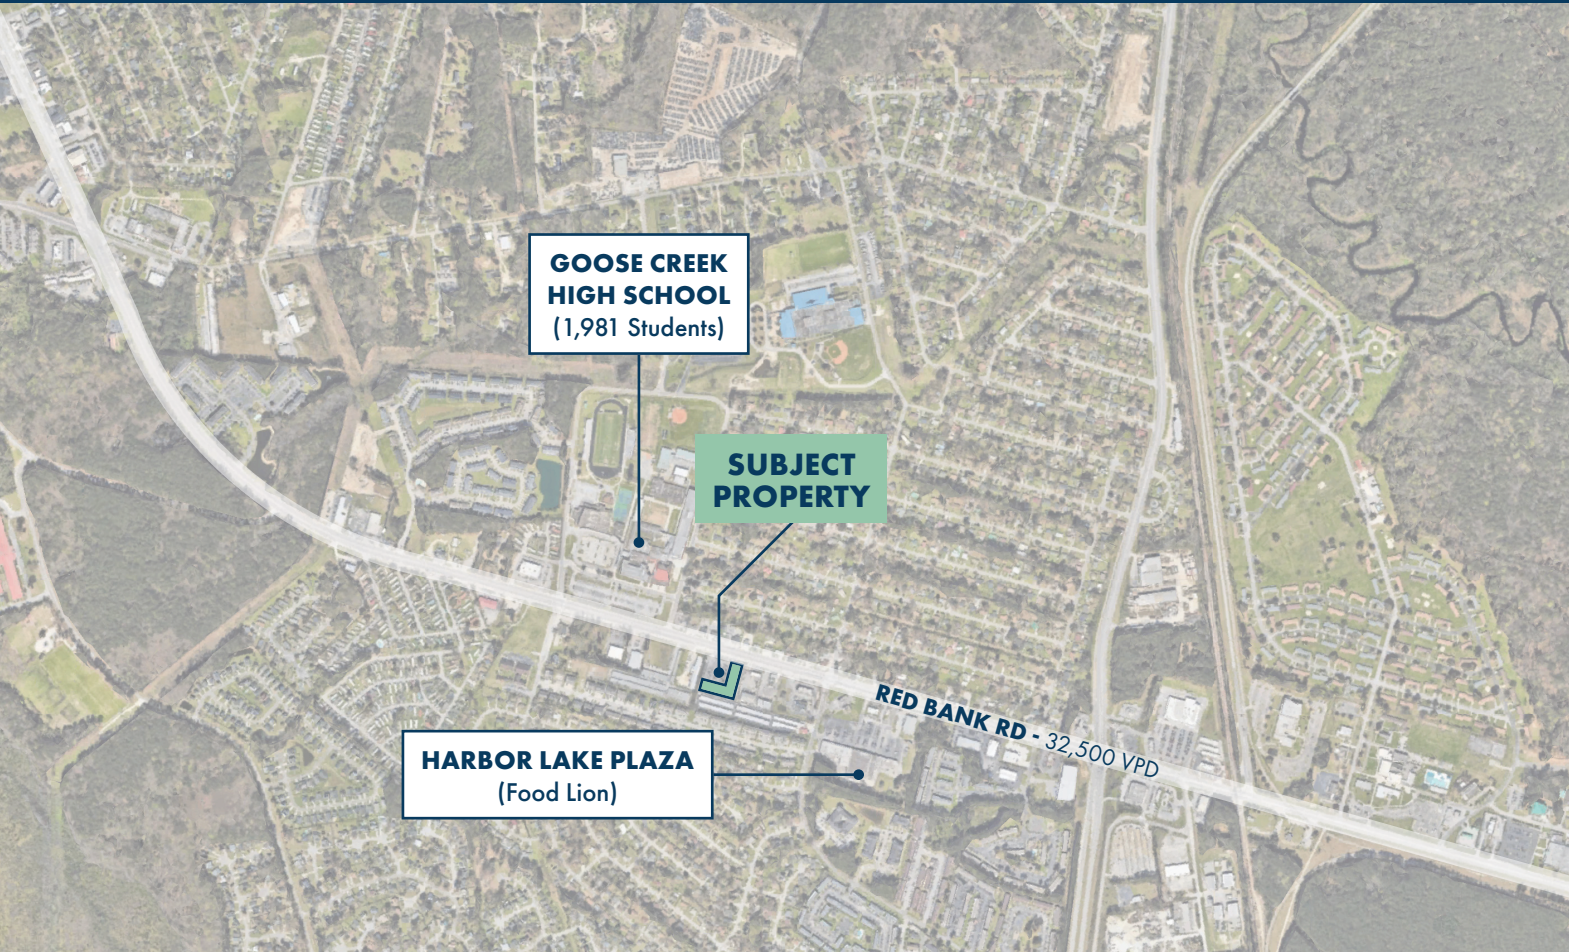 GOOSE CREEK
HIGH SCHOOL
(1,981 Students)
SUBJECT
PROPERTY
RED BANK RD - 32,500 VPD
HARBOR LAKE PLAZA
(Food Lion)